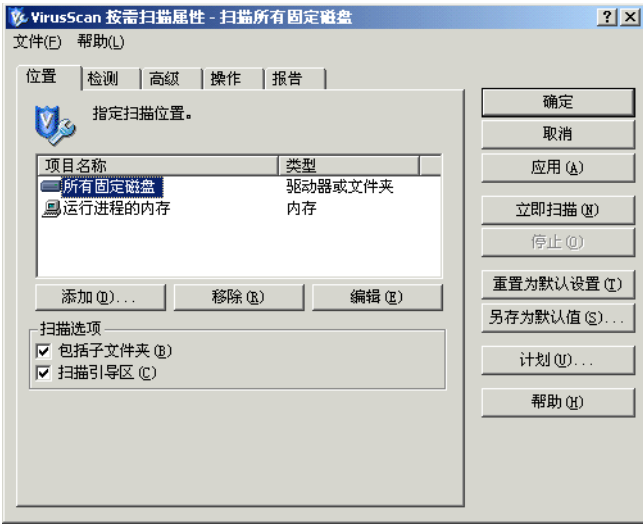 VirusScan 按需扫描属性 - 扫描所有固定磁盘
文件(F) 帮助(L)
位置 检测 高级 操作 报告
指定扫描位置。
项目名称 类型
所有固定磁盘 驱动器或文件夹
运行进程的内存 内存
添加(D)... 移除(R) 编辑(E)
扫描选项
包括子文件夹(B)
扫描引导区(C)
确定
取消
应用(A)
立即扫描(N)
停止(O)
重置为默认设置(T)
另存为默认值(S)...
计划(U)...
帮助(H)